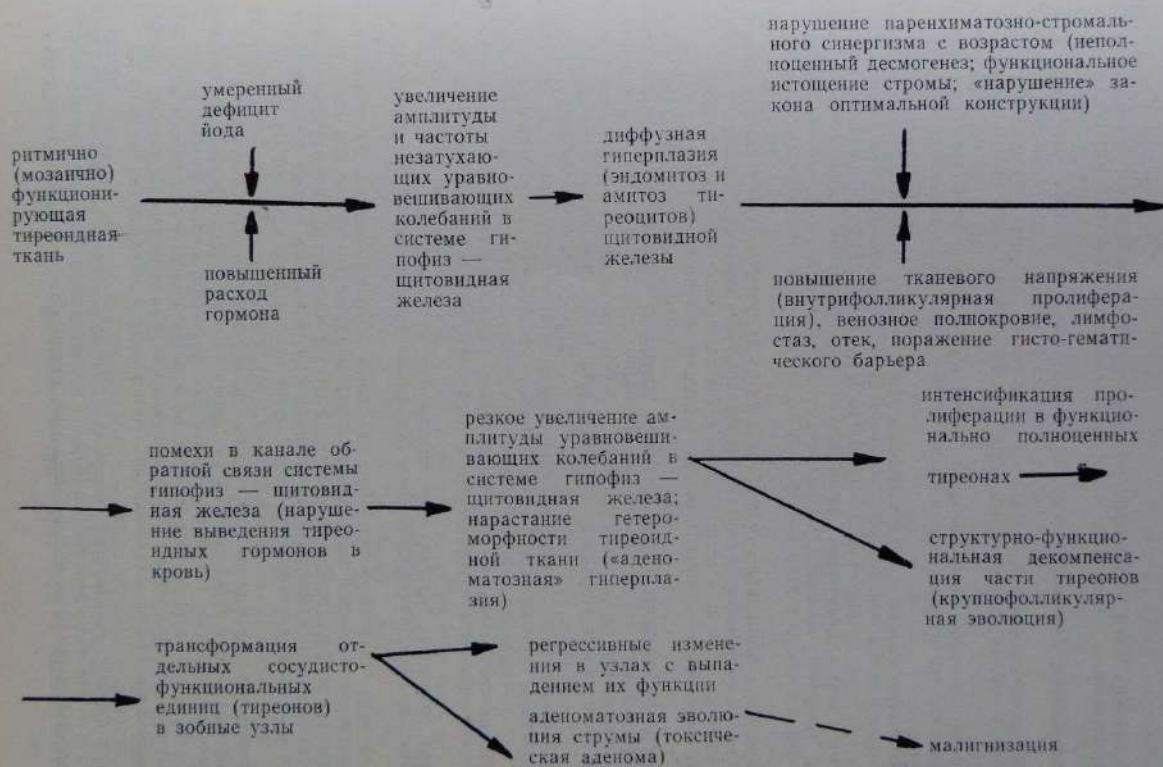 ритмично
(мозаично)
функциони-
рующая
тиреоидная
ткань
умеренный
дефицит
йода
повышенный
расход
гормона
увеличение
амплитуды
и частоты
незатухаю-
щих уравно-
вешивающих
колебаний в
системе ги-
пофиз —
щитовидная
железа
диффузная
гиперплазия
(эндомитоз и
амитоз ти-
реоцитов)
щитовидной
железы
нарушение паренхиматозно-стромаль-
ного синергизма с возрастом (непол-
ноценный десмогенез; функциональное
истощение стромы; «нарушение» за-
кона оптимальной конструкции)
повышение тканевого напряжения
(внутрифолликулярная пролифера-
ция), венозное полнокровие, лимфо-
стаз, отек, поражение гисто-гемати-
ческого барьера
помехи в канале об-
ратной связи системы
гипофиз — щитовид-
ная железа (наруше-
ние выведения тирео-
идных гормонов в
кровь)
резкое увеличение ам-
плитуды уравновеши-
вающих колебаний в
системе гипофиз —
щитовидная железа;
нарастание гетеро-
морфности тиреоид-
ной ткани («адено-
матозная» гиперпла-
зия)
интенсификация про-
лиферации в функцио-
нально полноценных
тиреонах
структурно-функцио-
нальная декомпенса-
ция части тиреонов
(крупнофолликуляр-
ная эволюция)
трансформация от-
дельных сосудисто-
функциональных
единиц (тиреонов)
в зобные узлы
регрессивные измене-
ния в узлах с выпа-
дением их функции
аденоматозная эволю-
ция струмы (токсиче-
ская аденома)
малигнизация